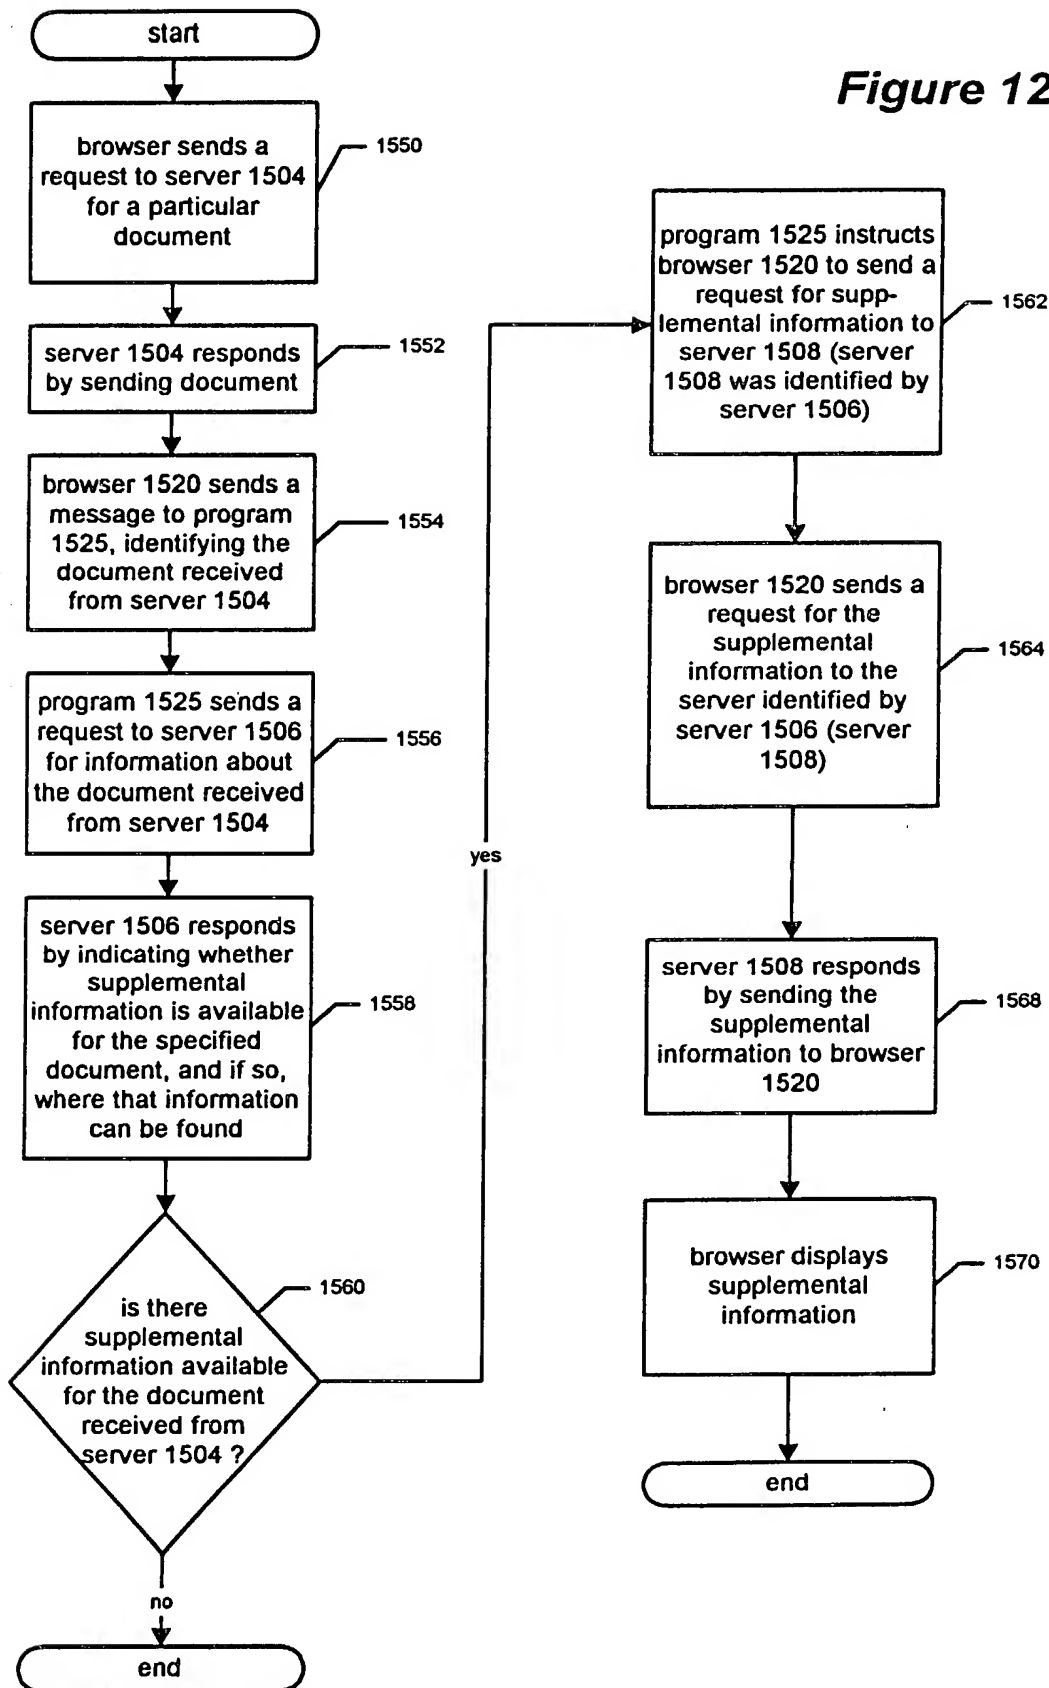 Figure 12
start
browser sends a
request to server 1504
for a particular
document
1550
server 1504 responds
by sending document
1552
browser 1520 sends a
message to program
1525, identifying the
document received
from server 1504
1554
program 1525 sends a
request to server 1506
for information about
the document received
from server 1504
1556
server 1506 responds
by indicating whether
supplemental
information is available
for the specified
document, and if so,
where that information
can be found
1558
is there
supplemental
information available
for the document
received from
server 1504 ?
1560
no
end
yes
program 1525 instructs
browser 1520 to send a
request for supp-
lemental information to
server 1508 (server
1508 was identified by
server 1506)
1562
browser 1520 sends a
request for the
supplemental
information to the
server identified by
server 1506 (server
1508)
1564
server 1508 responds
by sending the
supplemental
information to browser
1520
1568
browser displays
supplemental
information
1570
end